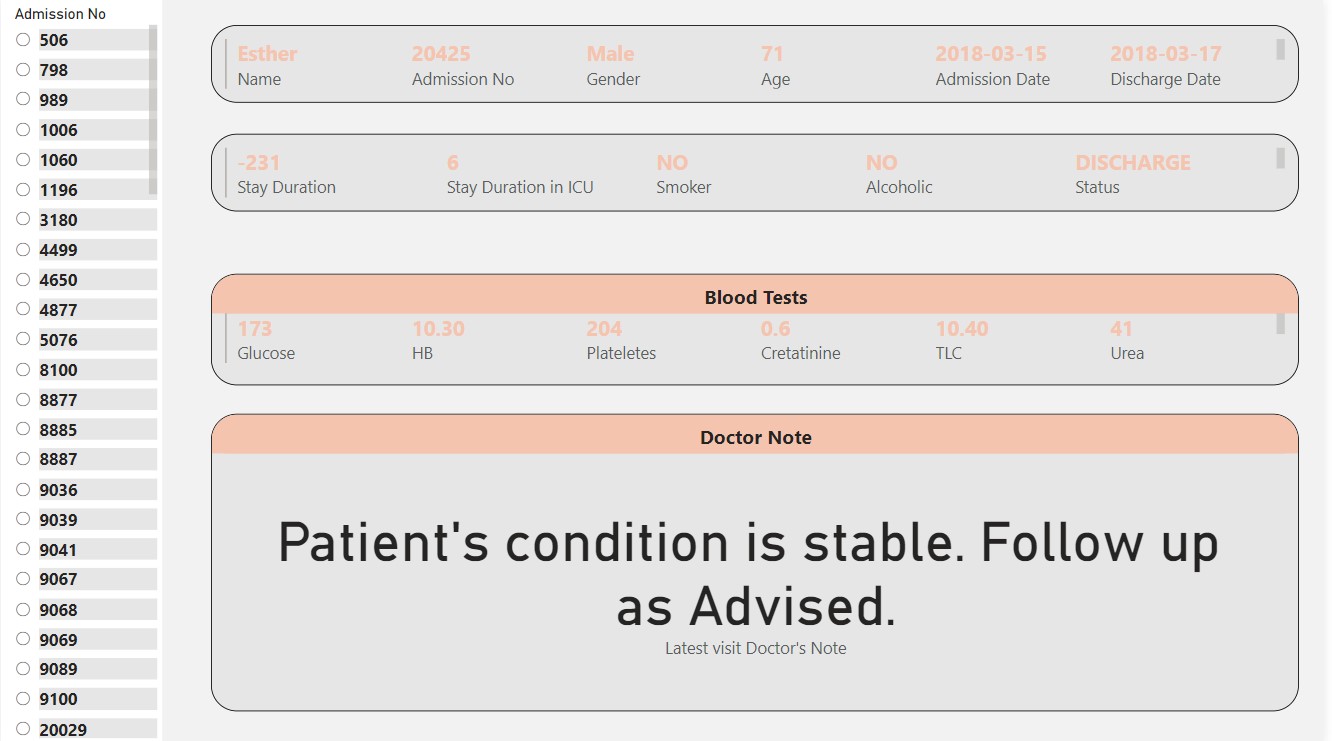 Admission No
506
798
989
1006
1060
1196
3180
4499
4650
4877
5076
8100
8877
8885
8887
9036
9039
9041
9067
9068
9069
9089
9100
20029
Esther 20425 Male 71 2018-03-15 2018-03-17
Name Admission No Gender Age Admission Date Discharge Date
-231 6 NO NO DISCHARGE
Stay Duration Stay Duration in ICU Smoker Alcoholic Status
Blood Tests
173 10.30 204 0.6 10.40 41
Glucose HB Plateletes Cretatinine TLC Urea
Doctor Note
Patient's condition is stable. Follow up
as Advised.
Latest visit Doctor's Note